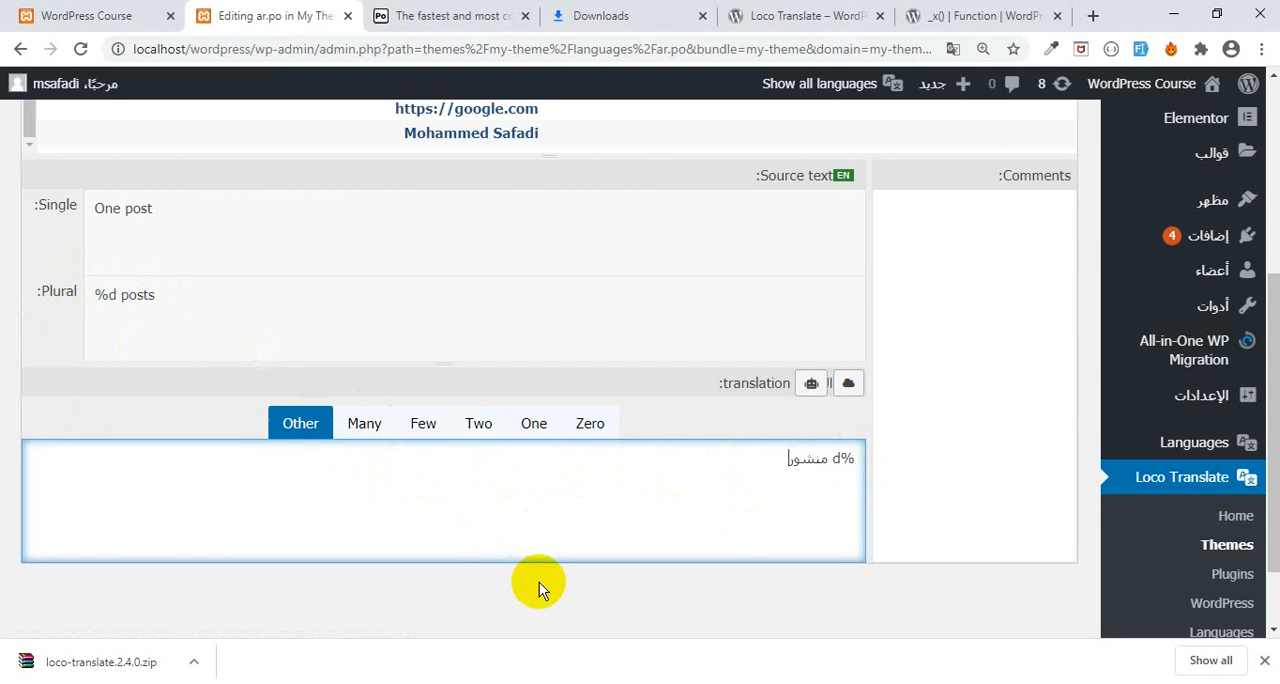 WordPress Course
Editing ar.po in My The
The fastest and most co
Downloads
Loco Translate – WordP
_x() | Function | WordPre
localhost/wordpress/wp-admin/admin.php?path=themes%2Fmy-theme%2Flanguages%2Far.po&bundle=my-theme&domain=my-them...
مرحبًا، msafadi
Show all languages
جديد
0
8
WordPress Course
https://google.com
Mohammed Safadi
:Source text EN
:Comments
:Single
One post
:Plural
%d posts
:translation
Other
Many
Few
Two
One
Zero
%d منشور
Elementor
قوالب
مظهر
إضافات 4
أعضاء
أدوات
All-in-One WP
Migration
الإعدادات
Languages
Loco Translate
Home
Themes
Plugins
WordPress
Languages
loco-translate.2.4.0.zip
Show all